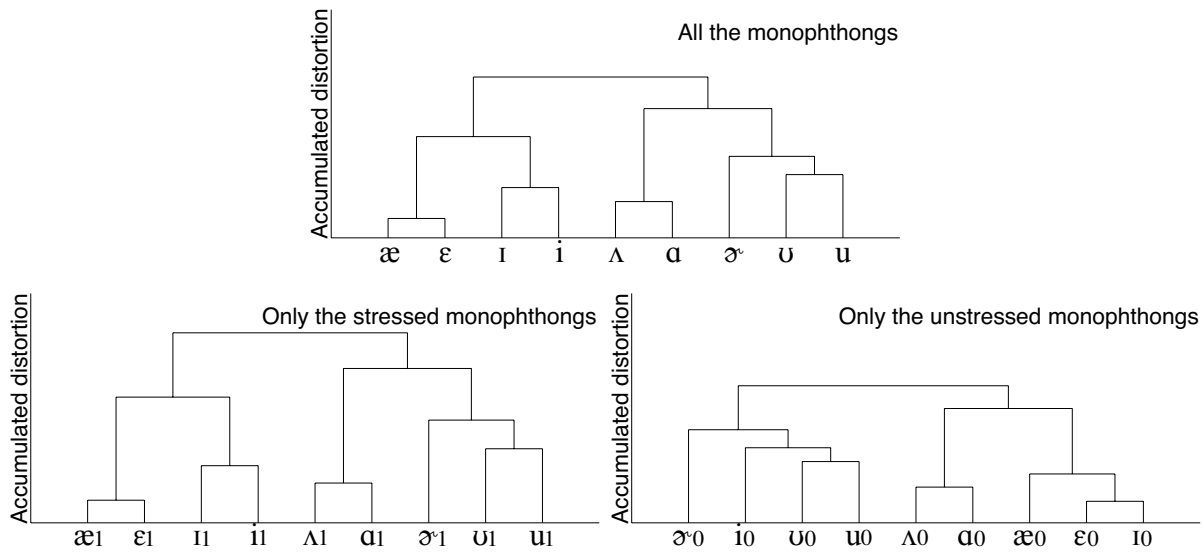 All the monophthongs
Accumulated distortion
æ ɛ ɪ i ʌ ɑ ɚ ʊ u
Only the stressed monophthongs
Accumulated distortion
æ1 ɛ1 ɪ1 i1 ʌ1 ɑ1 ɚ1 ʊ1 u1
Only the unstressed monophthongs
Accumulated distortion
ɚ0 i0 ʊ0 u0 ʌ0 ɑ0 æ0 ɛ0 ɪ0